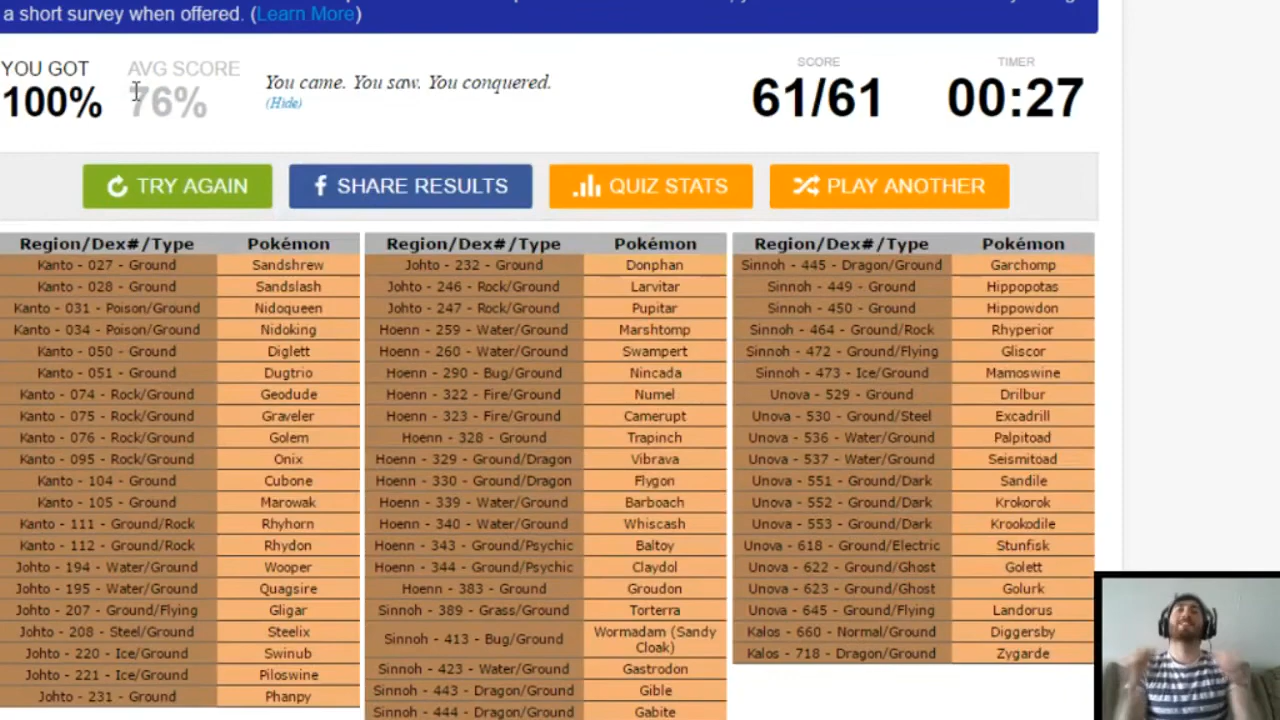 a short survey when offered. (Learn More)
YOU GOT
100%
AVG SCORE
76%
You came. You saw. You conquered.
(Hide)
SCORE
61/61
TIMER
00:27
TRY AGAIN
f SHARE RESULTS
QUIZ STATS
PLAY ANOTHER
Region/Dex#/Type Pokémon
Kanto - 027 - Ground Sandshrew
Kanto - 028 - Ground Sandslash
Kanto - 031 - Poison/Ground Nidoqueen
Kanto - 034 - Poison/Ground Nidoking
Kanto - 050 - Ground Diglett
Kanto - 051 - Ground Dugtrio
Kanto - 074 - Rock/Ground Geodude
Kanto - 075 - Rock/Ground Graveler
Kanto - 076 - Rock/Ground Golem
Kanto - 095 - Rock/Ground Onix
Kanto - 104 - Ground Cubone
Kanto - 105 - Ground Marowak
Kanto - 111 - Ground/Rock Rhyhorn
Kanto - 112 - Ground/Rock Rhydon
Johto - 194 - Water/Ground Wooper
Johto - 195 - Water/Ground Quagsire
Johto - 207 - Ground/Flying Gligar
Johto - 208 - Steel/Ground Steelix
Johto - 220 - Ice/Ground Swinub
Johto - 221 - Ice/Ground Piloswine
Johto - 231 - Ground Phanpy
Region/Dex#/Type Pokémon
Johto - 232 - Ground Donphan
Johto - 246 - Rock/Ground Larvitar
Johto - 247 - Rock/Ground Pupitar
Hoenn - 259 - Water/Ground Marshtomp
Hoenn - 260 - Water/Ground Swampert
Hoenn - 290 - Bug/Ground Nincada
Hoenn - 322 - Fire/Ground Numel
Hoenn - 323 - Fire/Ground Camerupt
Hoenn - 328 - Ground Trapinch
Hoenn - 329 - Ground/Dragon Vibrava
Hoenn - 330 - Ground/Dragon Flygon
Hoenn - 339 - Water/Ground Barboach
Hoenn - 340 - Water/Ground Whiscash
Hoenn - 343 - Ground/Psychic Baltoy
Hoenn - 344 - Ground/Psychic Claydol
Hoenn - 383 - Ground Groudon
Sinnoh - 389 - Grass/Ground Torterra
Sinnoh - 413 - Bug/Ground Wormadam (Sandy
Cloak)
Sinnoh - 423 - Water/Ground Gastrodon
Sinnoh - 443 - Dragon/Ground Gible
Sinnoh - 444 - Dragon/Ground Gabite
Region/Dex#/Type Pokémon
Sinnoh - 445 - Dragon/Ground Garchomp
Sinnoh - 449 - Ground Hippopotas
Sinnoh - 450 - Ground Hippowdon
Sinnoh - 464 - Ground/Rock Rhyperior
Sinnoh - 472 - Ground/Flying Gliscor
Sinnoh - 473 - Ice/Ground Mamoswine
Unova - 529 - Ground Drilbur
Unova - 530 - Ground/Steel Excadrill
Unova - 536 - Water/Ground Palpitoad
Unova - 537 - Water/Ground Seismitoad
Unova - 551 - Ground/Dark Sandile
Unova - 552 - Ground/Dark Krokorok
Unova - 553 - Ground/Dark Krookodile
Unova - 618 - Ground/Electric Stunfisk
Unova - 622 - Ground/Ghost Golett
Unova - 623 - Ground/Ghost Golurk
Unova - 645 - Ground/Flying Landorus
Kalos - 660 - Normal/Ground Diggersby
Kalos - 718 - Dragon/Ground Zygarde